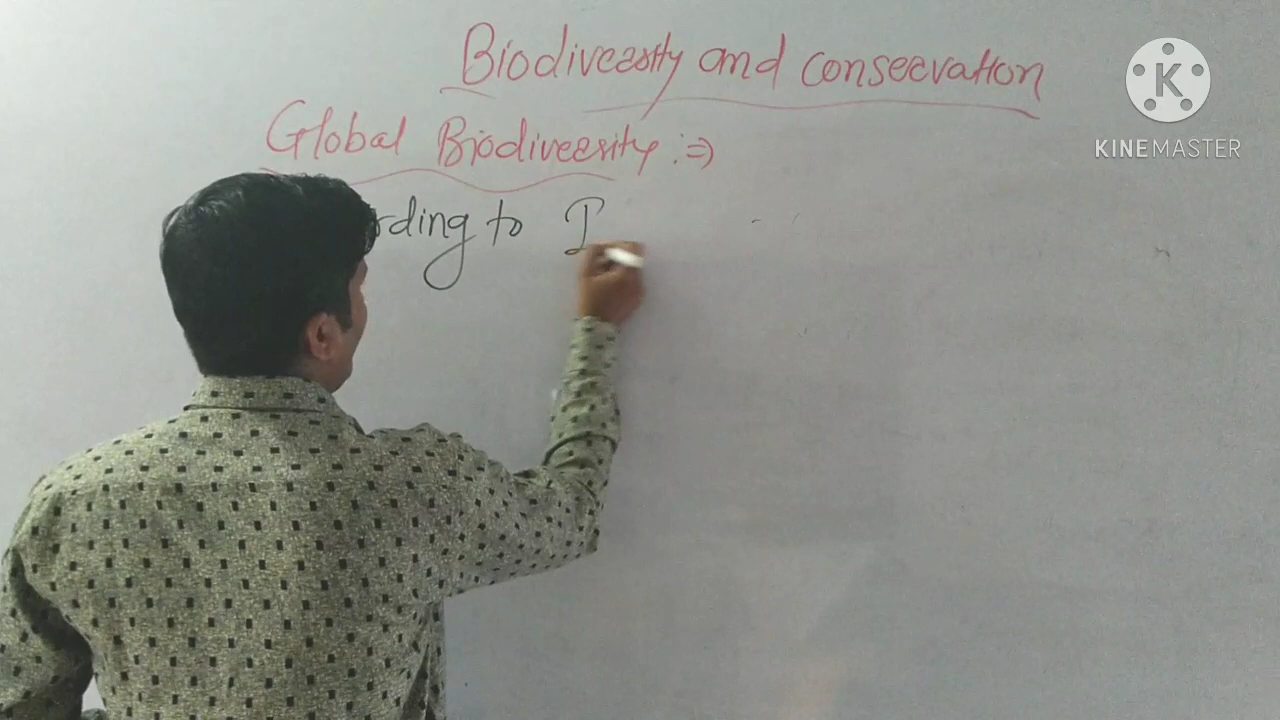 Biodiversity and conservation
KINEMASTER
Global Biodiversity :⇒
rding to I